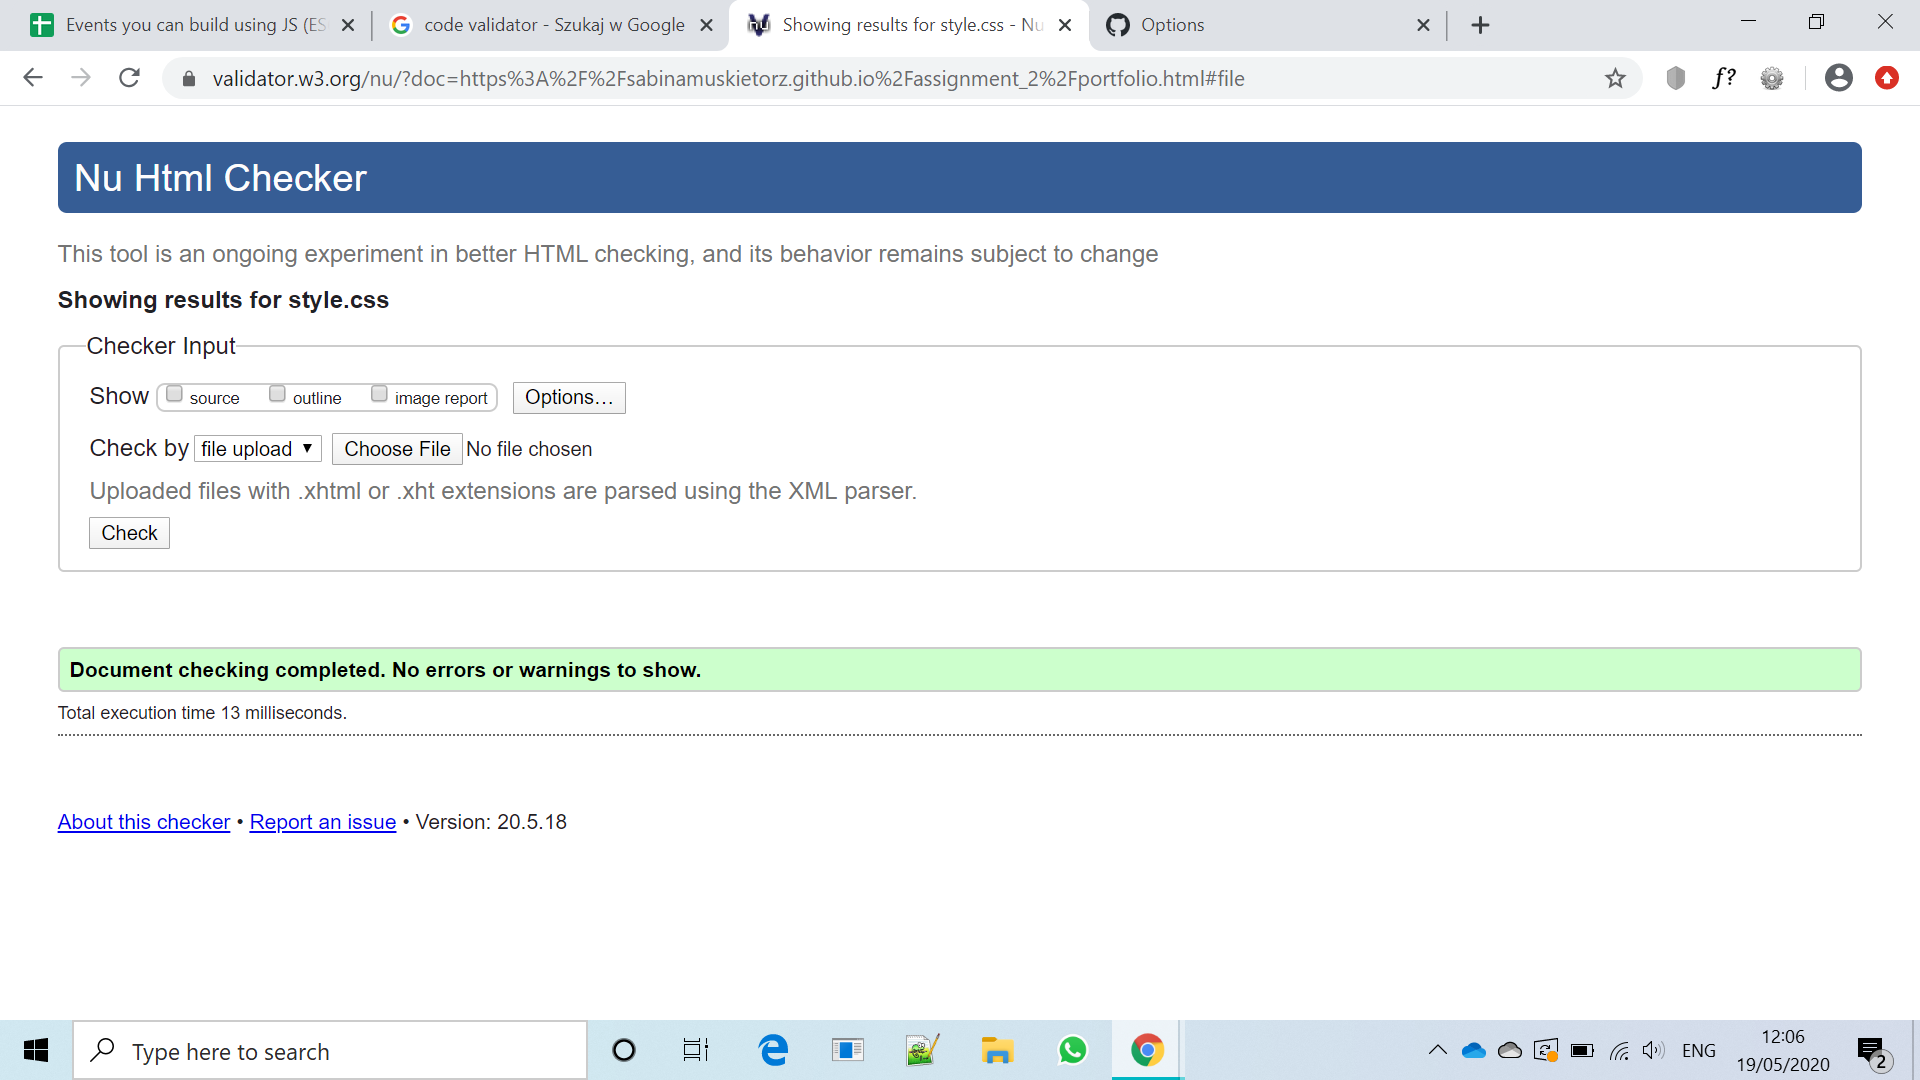 Events you can build using JS (ES
code validator - Szukaj w Google
Showing results for style.css - Nu
Options
validator.w3.org/nu/?doc=https%3A%2F%2Fsabinamuskietorz.github.io%2Fassignment_2%2Fportfolio.html#file
f?
Nu Html Checker
This tool is an ongoing experiment in better HTML checking, and its behavior remains subject to change
Showing results for style.css
Checker Input
Show source outline image report Options...
Check by file upload Choose File No file chosen
Uploaded files with .xhtml or .xht extensions are parsed using the XML parser.
Check
Document checking completed. No errors or warnings to show.
Total execution time 13 milliseconds.
About this checker • Report an issue • Version: 20.5.18
Type here to search
ENG
12:06
19/05/2020
2